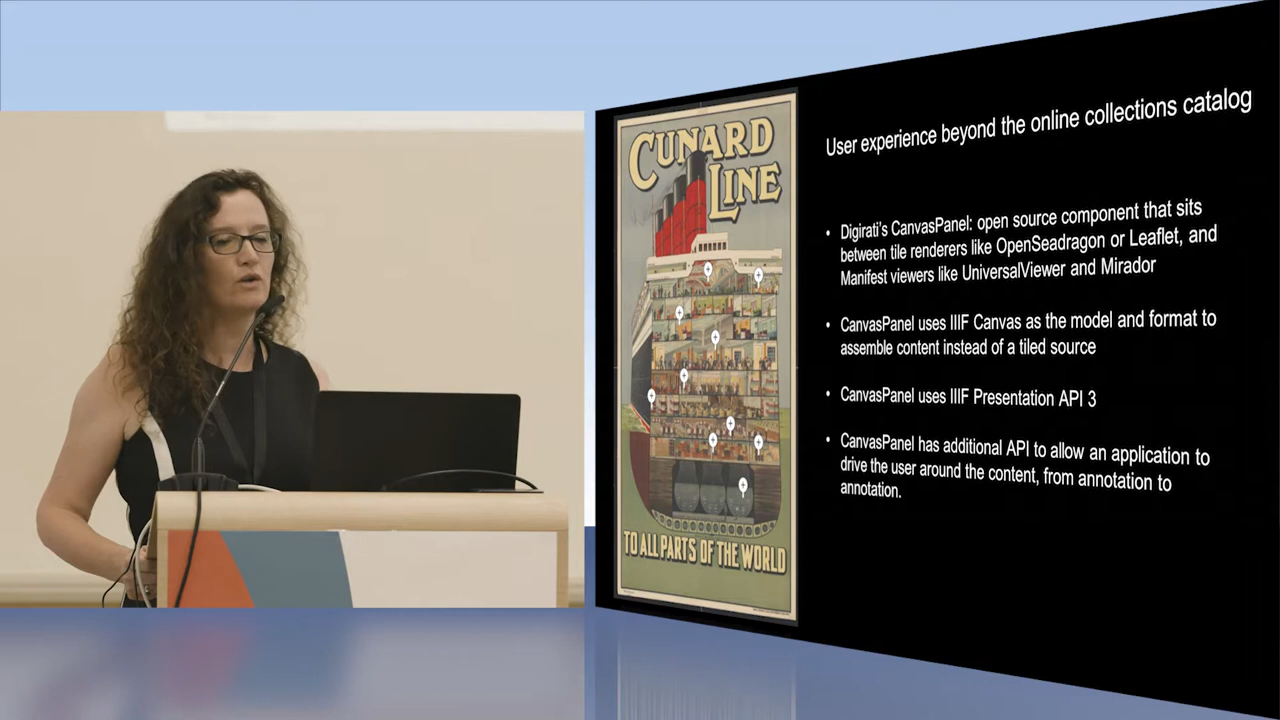 CUNARD
LINE
TO ALL PARTS OF THE WORLD
User experience beyond the online collections catalog
• Digirati's CanvasPanel: open source component that sits
between tile renderers like OpenSeadragon or Leaflet, and
Manifest viewers like UniversalViewer and Mirador
• CanvasPanel uses IIIF Canvas as the model and format to
assemble content instead of a tiled source
• CanvasPanel uses IIIF Presentation API 3
• CanvasPanel has additional API to allow an application to
drive the user around the content, from annotation to
annotation.